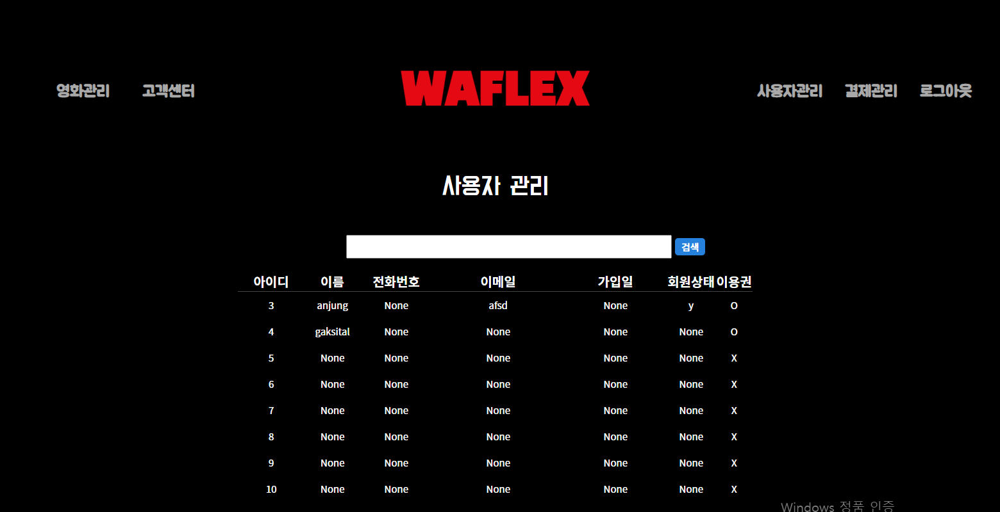 영화관리 고객센터 WAFLEX 사용자관리 결제관리 로그아웃
사용자 관리
검색
아이디 이름 전화번호 이메일 가입일 회원상태 이용권
3 anjung None afsd None y O
4 gaksital None None None None O
5 None None None None None X
6 None None None None None X
7 None None None None None X
8 None None None None None X
9 None None None None None X
10 None None None None None X
Windows 정품 인증